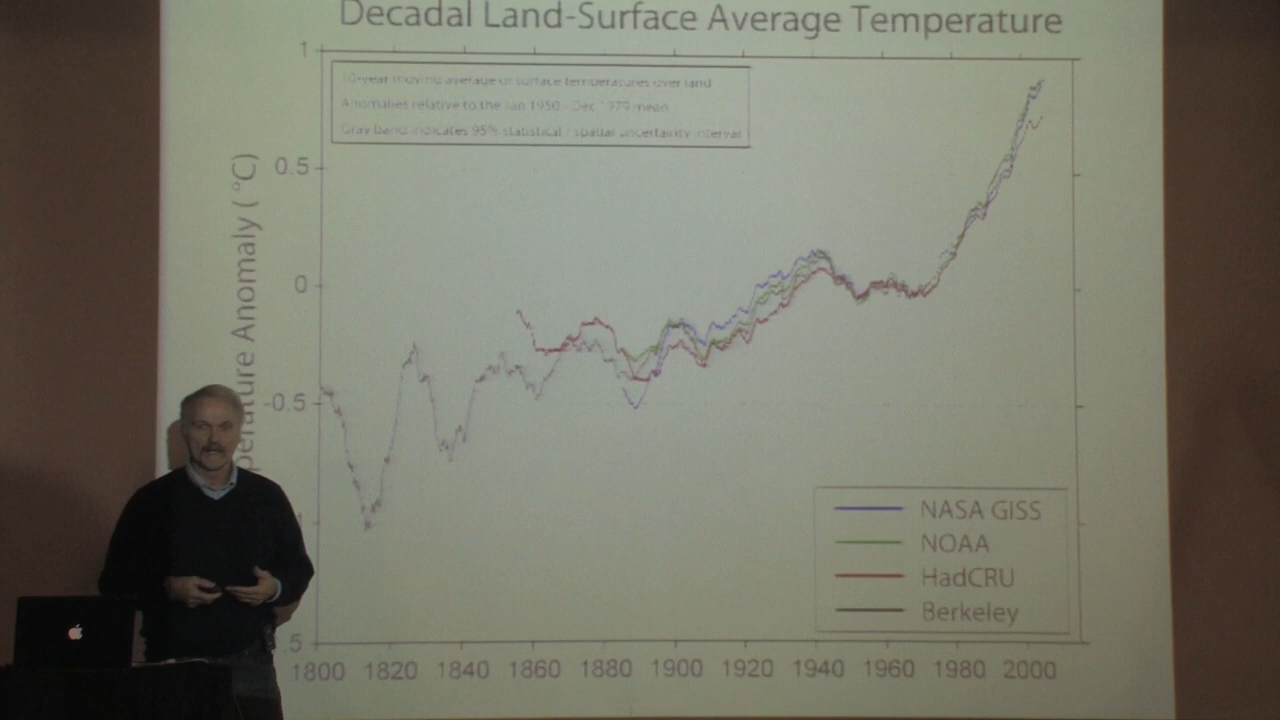 Decadal Land-Surface Average Temperature
10-year moving average of surface temperatures over land
Anomalies relative to the Jan 1950 - Dec 1979 mean
Gray band indicates 95% statistical / spatial uncertainty interval
perature Anomaly ( °C)
1
0.5
0
-0.5
1
.5
1800 1820 1840 1860 1880 1900 1920 1940 1960 1980 2000
NASA GISS
NOAA
HadCRU
Berkeley